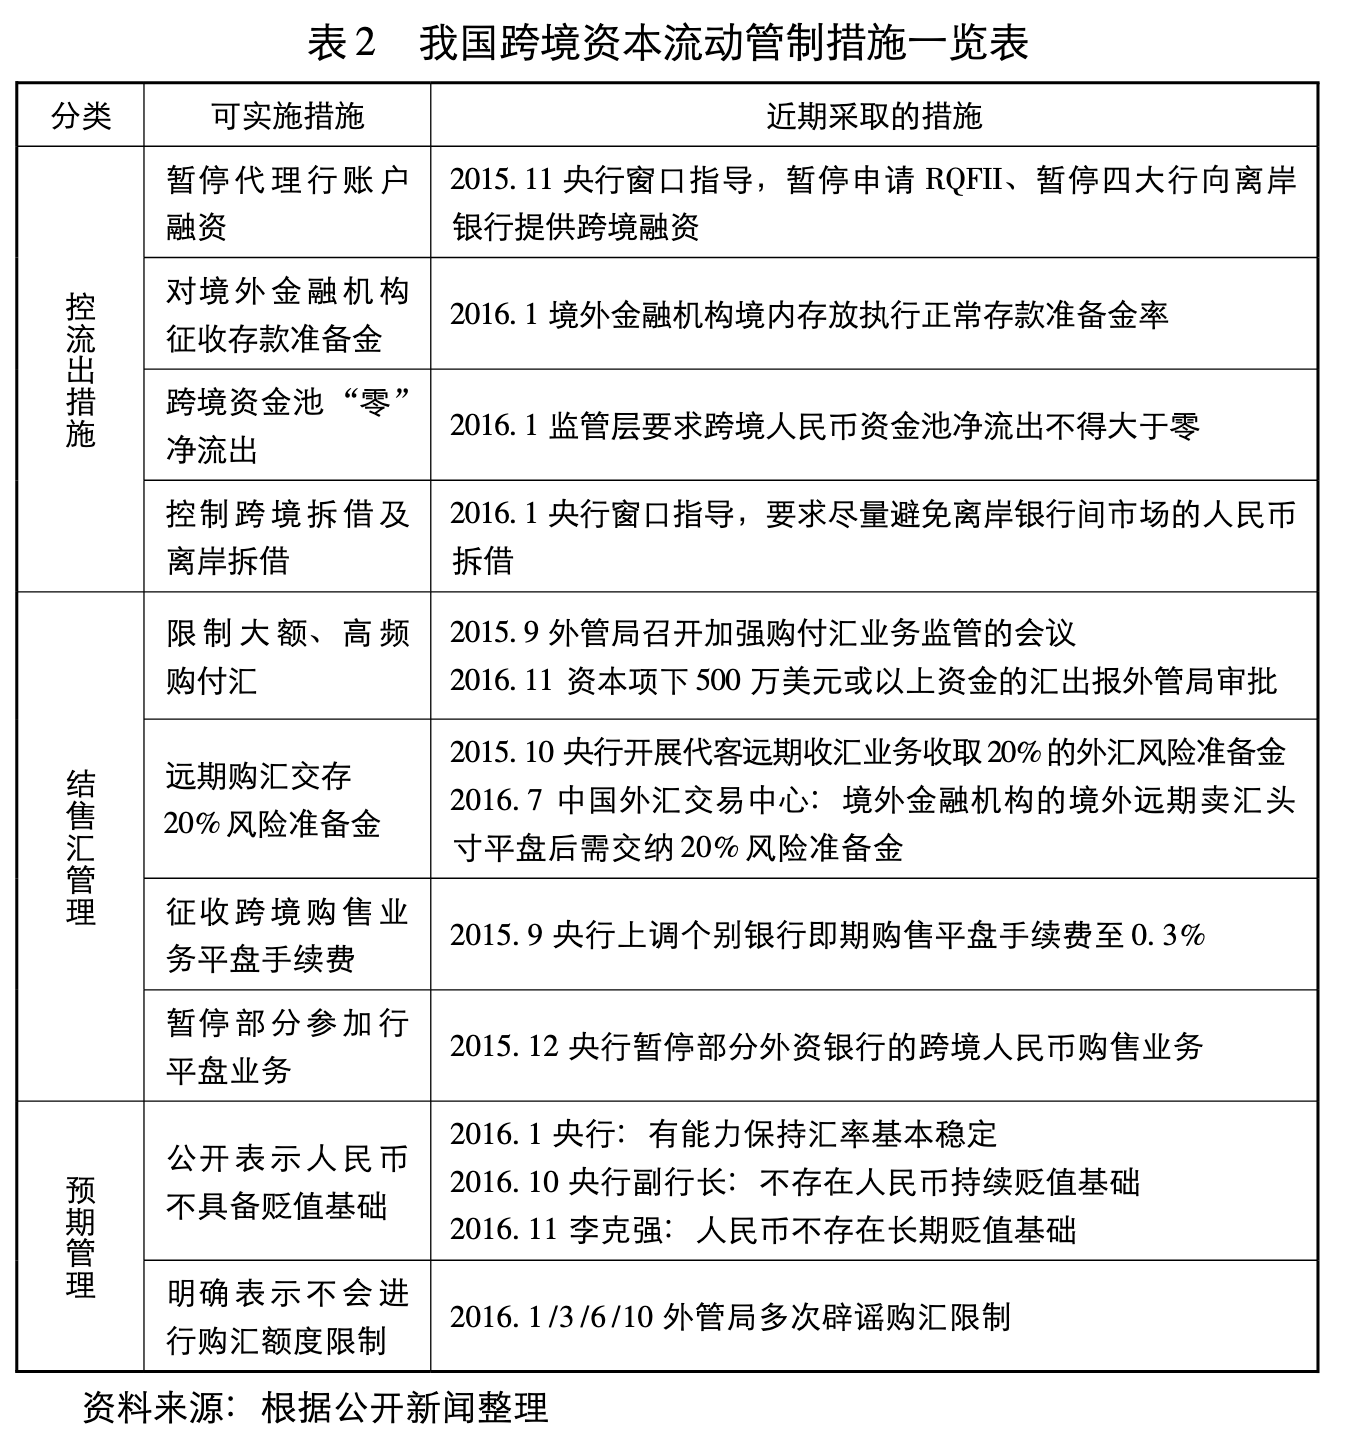 表2　我国跨境资本流动管制措施一览表
分类
可实施措施
近期采取的措施
控流出措施
暂停代理行账户
融资
2015. 11 央行窗口指导，暂停申请 RQFII、暂停四大行向离岸
银行提供跨境融资
对境外金融机构
征收存款准备金
2016. 1 境外金融机构境内存放执行正常存款准备金率
跨境资金池“零”
净流出
2016. 1 监管层要求跨境人民币资金池净流出不得大于零
控制跨境拆借及
离岸拆借
2016. 1 央行窗口指导，要求尽量避免离岸银行间市场的人民币
拆借
结售汇管理
限制大额、高频
购付汇
2015. 9 外管局召开加强购付汇业务监管的会议
2016. 11 资本项下 500 万美元或以上资金的汇出报外管局审批
远期购汇交存
20% 风险准备金
2015. 10 央行开展代客远期收汇业务收取 20% 的外汇风险准备金
2016. 7 中国外汇交易中心：境外金融机构的境外远期卖汇头
寸平盘后需交纳 20% 风险准备金
征收跨境购售业
务平盘手续费
2015. 9 央行上调个别银行即期购售平盘手续费至 0. 3%
暂停部分参加行
平盘业务
2015. 12 央行暂停部分外资银行的跨境人民币购售业务
预期管理
公开表示人民币
不具备贬值基础
2016. 1 央行：有能力保持汇率基本稳定
2016. 10 央行副行长：不存在人民币持续贬值基础
2016. 11 李克强：人民币不存在长期贬值基础
明确表示不会进
行购汇额度限制
2016. 1/3/6/10 外管局多次辟谣购汇限制
资料来源：根据公开新闻整理